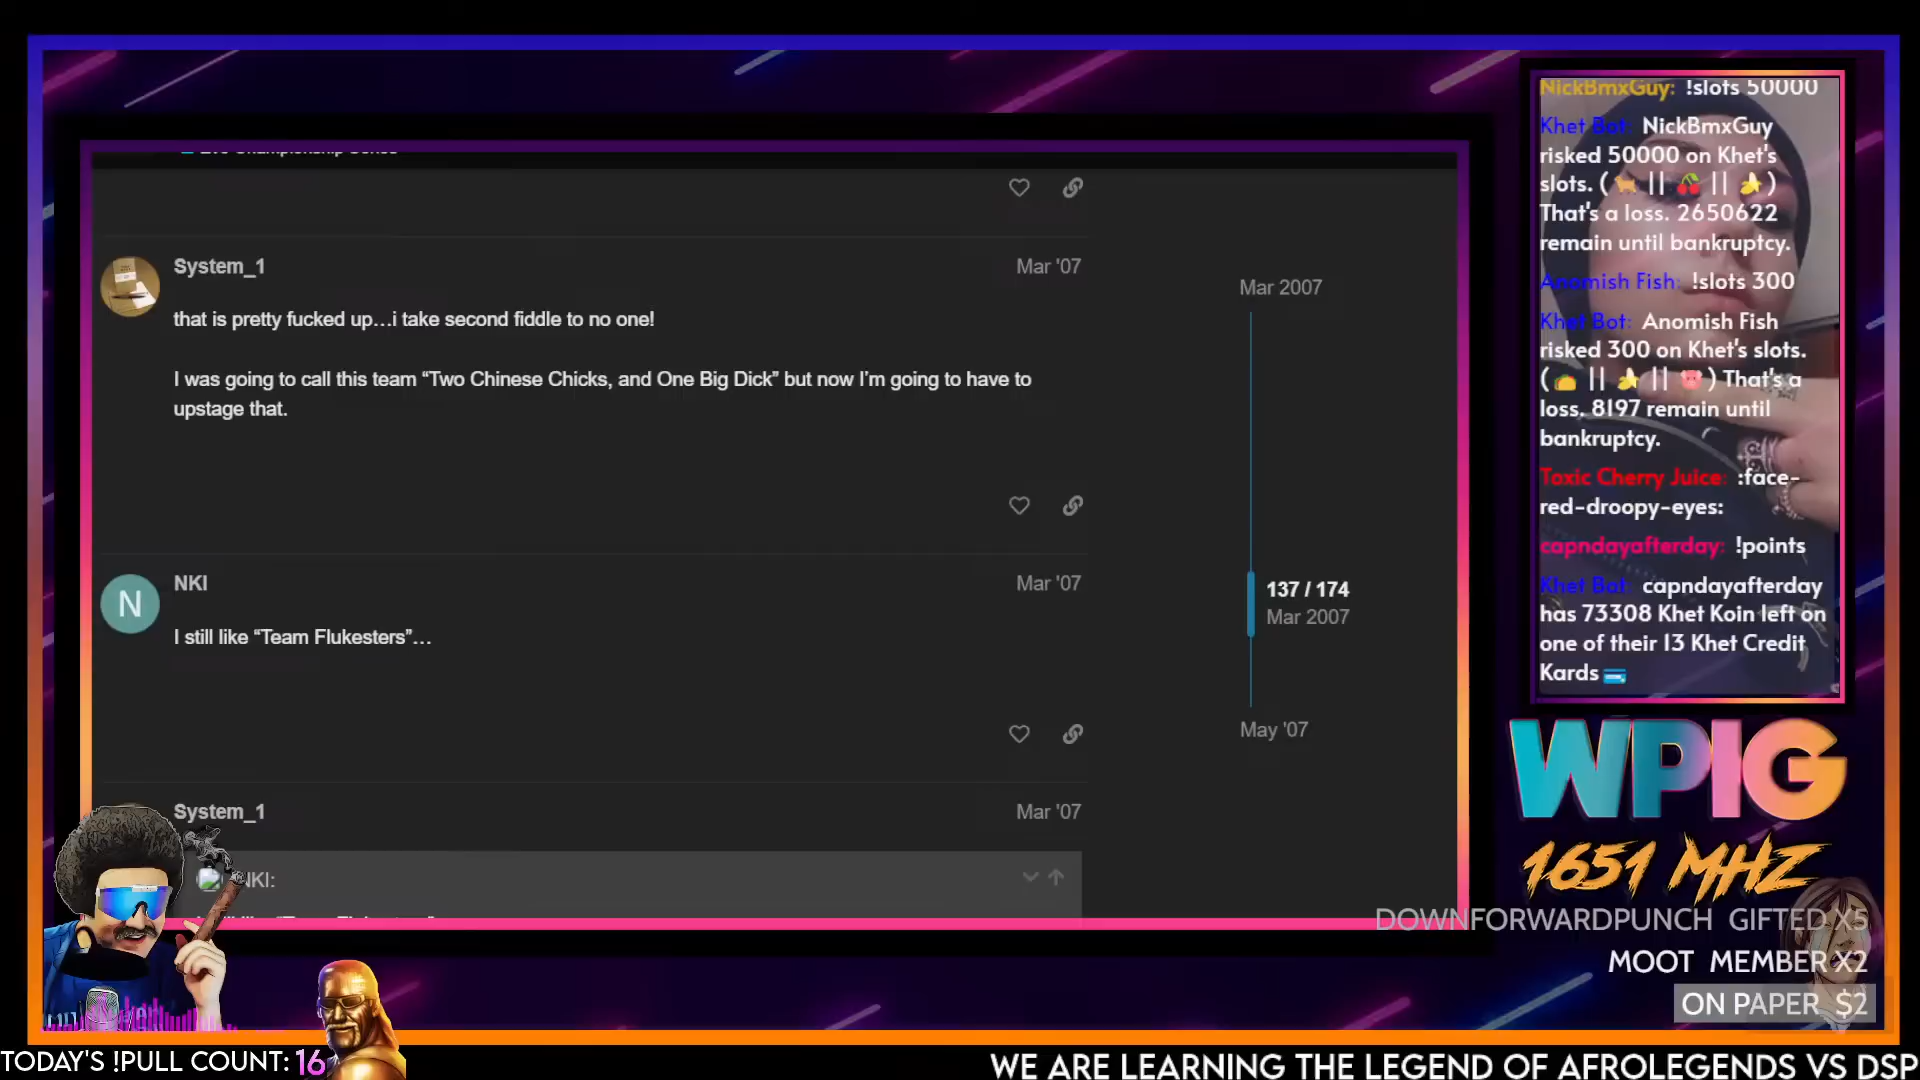 Evo Championship Series
System_1
Mar '07
that is pretty fucked up…i take second fiddle to no one!
I was going to call this team “Two Chinese Chicks, and One Big Dick” but now I’m going to have to
upstage that.
N
NKI
Mar '07
I still like “Team Flukesters”…
System_1
Mar '07
NKI:
Mar 2007
137 / 174
Mar 2007
May '07
NickBmxGuy: !slots 50000
Khet Bot: NickBmxGuy
risked 50000 on Khet's
slots. ( || || )
That's a loss. 2650622
remain until bankruptcy.
Anomish Fish: !slots 300
Khet Bot: Anomish Fish
risked 300 on Khet's slots.
( || || ) That's a
loss. 8197 remain until
bankruptcy.
Toxic Cherry Juice: :face-
red-droopy-eyes:
capndayafterday: !points
Khet Bot: capndayafterday
has 73308 Khet Koin left on
one of their 13 Khet Credit
Kards
WPIG
1651 MHZ
DOWNFORWARDPUNCH GIFTED X5
MOOT MEMBER X2
ON PAPER $2
TODAY'S !PULL COUNT: 16
WE ARE LEARNING THE LEGEND OF AFROLEGENDS VS DSP